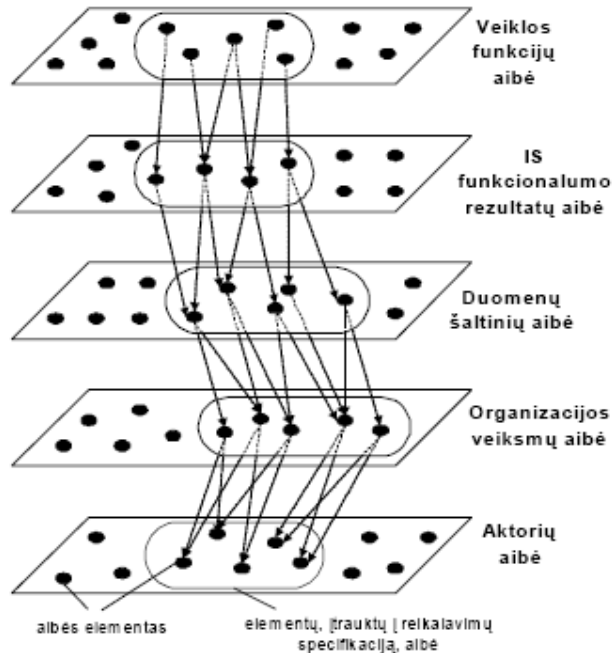 Veiklos
funkcijų
aibė
IS
funkcionalumo
rezultatų aibė
Duomenų
šaltinių aibė
Organizacijos
veiksmų aibė
Aktorių
aibė
aibės elementas
elementų, įtrauktų į reikalavimų
specifikaciją, aibė